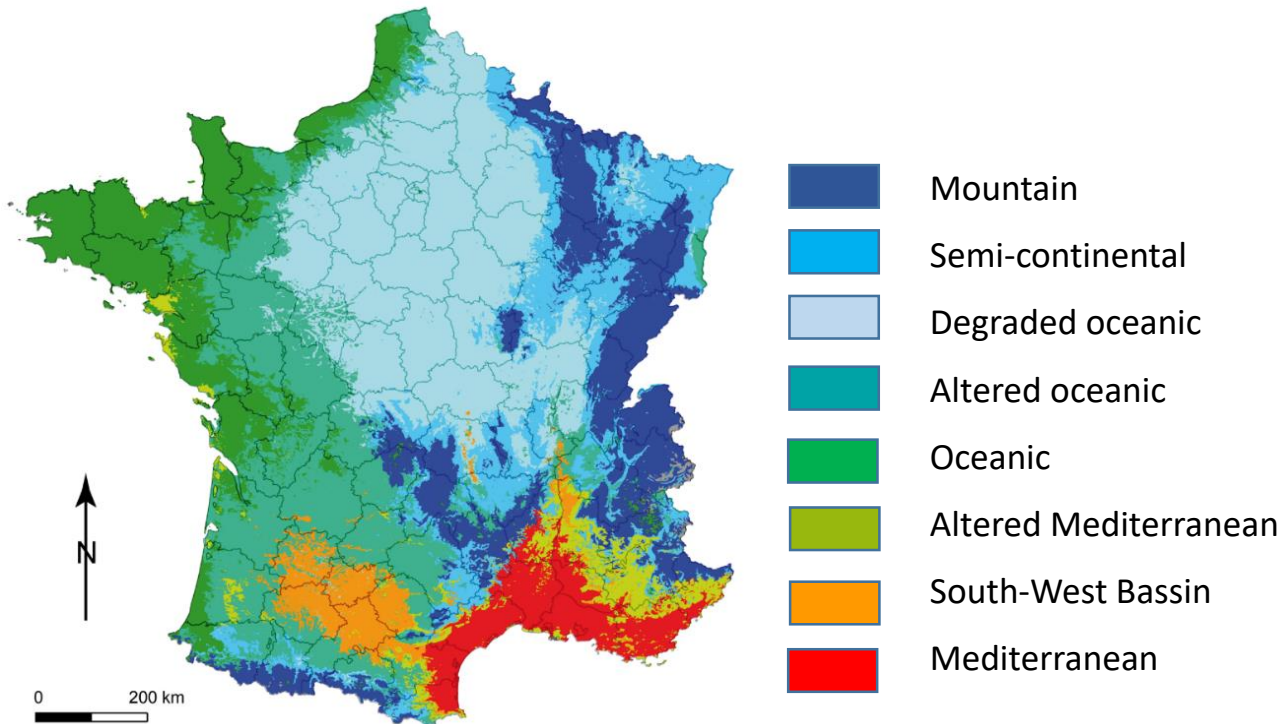 Mountain
Semi-continental
Degraded oceanic
Altered oceanic
Oceanic
Altered Mediterranean
South-West Bassin
Mediterranean
N
0 200 km